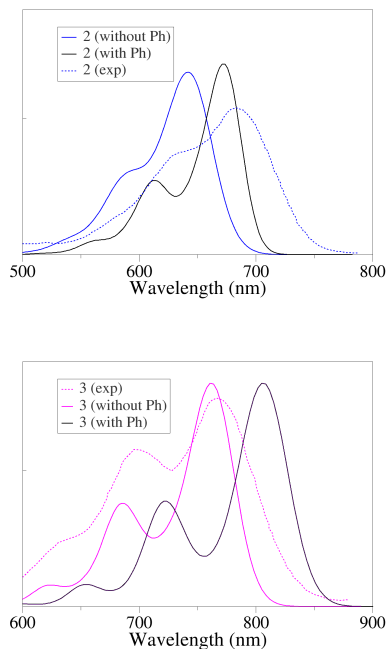 2 (without Ph)
2 (with Ph)
2 (exp)
500 600 700 800
Wavelength (nm)
3 (exp)
3 (without Ph)
3 (with Ph)
600 700 800 900
Wavelength (nm)